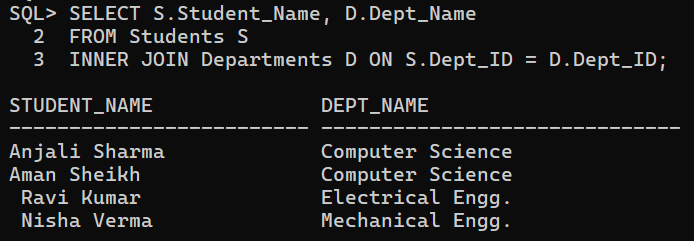 SQL> SELECT S.Student_Name, D.Dept_Name
  2  FROM Students S
  3  INNER JOIN Departments D ON S.Dept_ID = D.Dept_ID;

STUDENT_NAME              DEPT_NAME
------------------------- ------------------------------
Anjali Sharma             Computer Science
Aman Sheikh               Computer Science
 Ravi Kumar               Electrical Engg.
 Nisha Verma              Mechanical Engg.